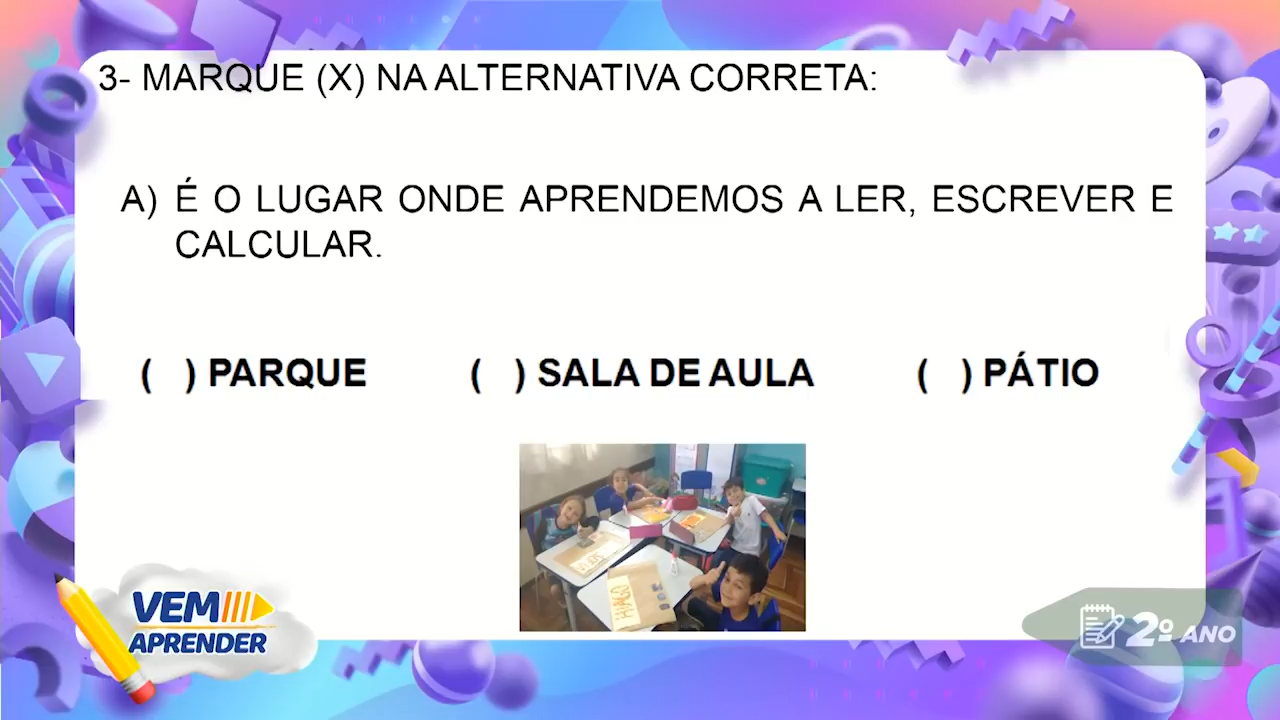 3- MARQUE (X) NA ALTERNATIVA CORRETA:
A) É O LUGAR ONDE APRENDEMOS A LER, ESCREVER E
CALCULAR.
( ) PARQUE ( ) SALA DE AULA ( ) PÁTIO
VEM
APRENDER
2º ANO